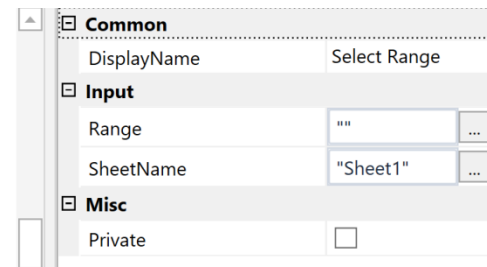 Common
DisplayName Select Range
Input
Range "" ...
SheetName "Sheet1" ...
Misc
Private